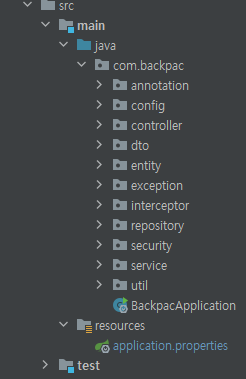 src
main
java
com.backpac
annotation
config
controller
dto
entity
exception
interceptor
repository
security
service
util
BackpacApplication
resources
application.properties
test